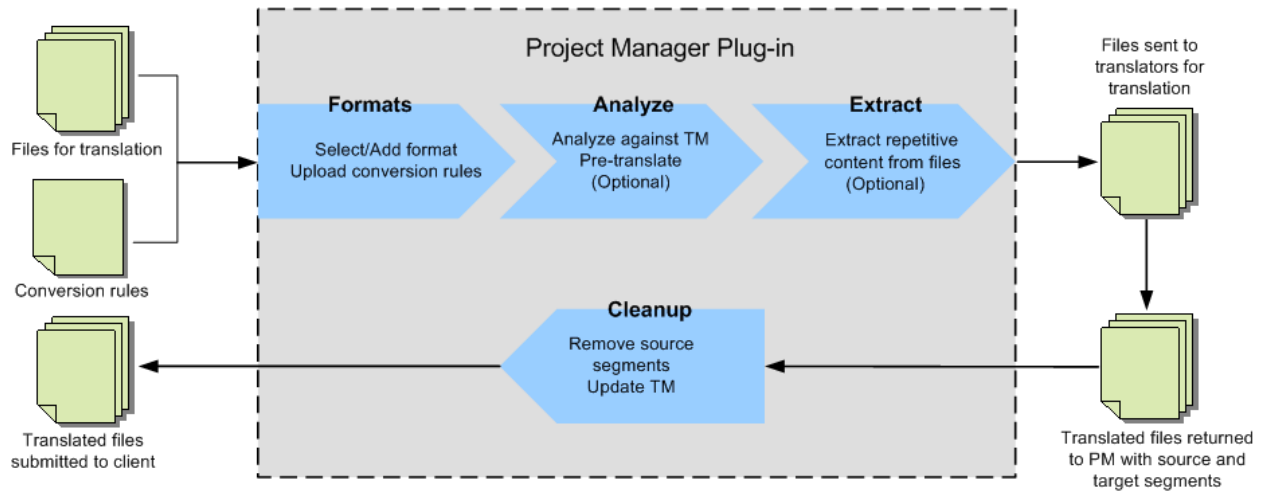 Project Manager Plug-in
Files for translation
Conversion rules
Formats
Select/Add format
Upload conversion rules
Analyze
Analyze against TM
Pre-translate
(Optional)
Extract
Extract repetitive
content from files
(Optional)
Files sent to
translators for
translation
Translated files returned
to PM with source and
target segments
Cleanup
Remove source
segments
Update TM
Translated files
submitted to client